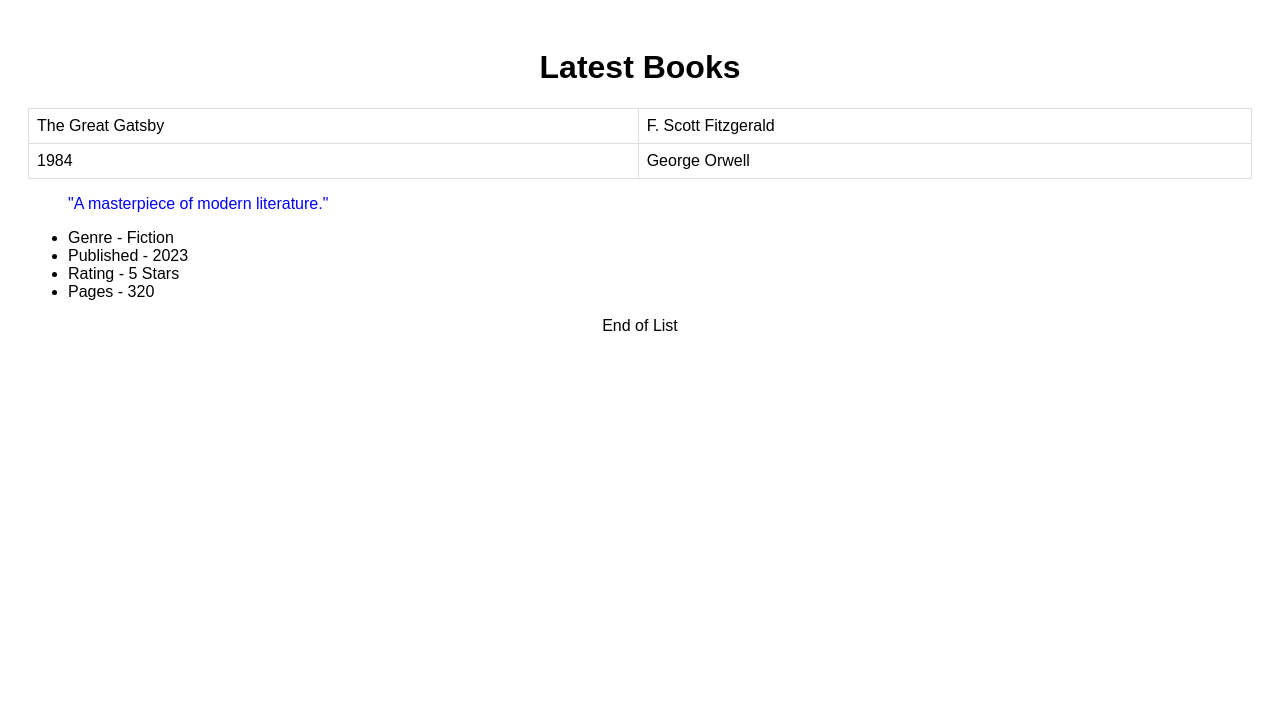 Latest Books
The Great Gatsby F. Scott Fitzgerald
1984 George Orwell
"A masterpiece of modern literature."
Genre - Fiction
Published - 2023
Rating - 5 Stars
Pages - 320
End of List